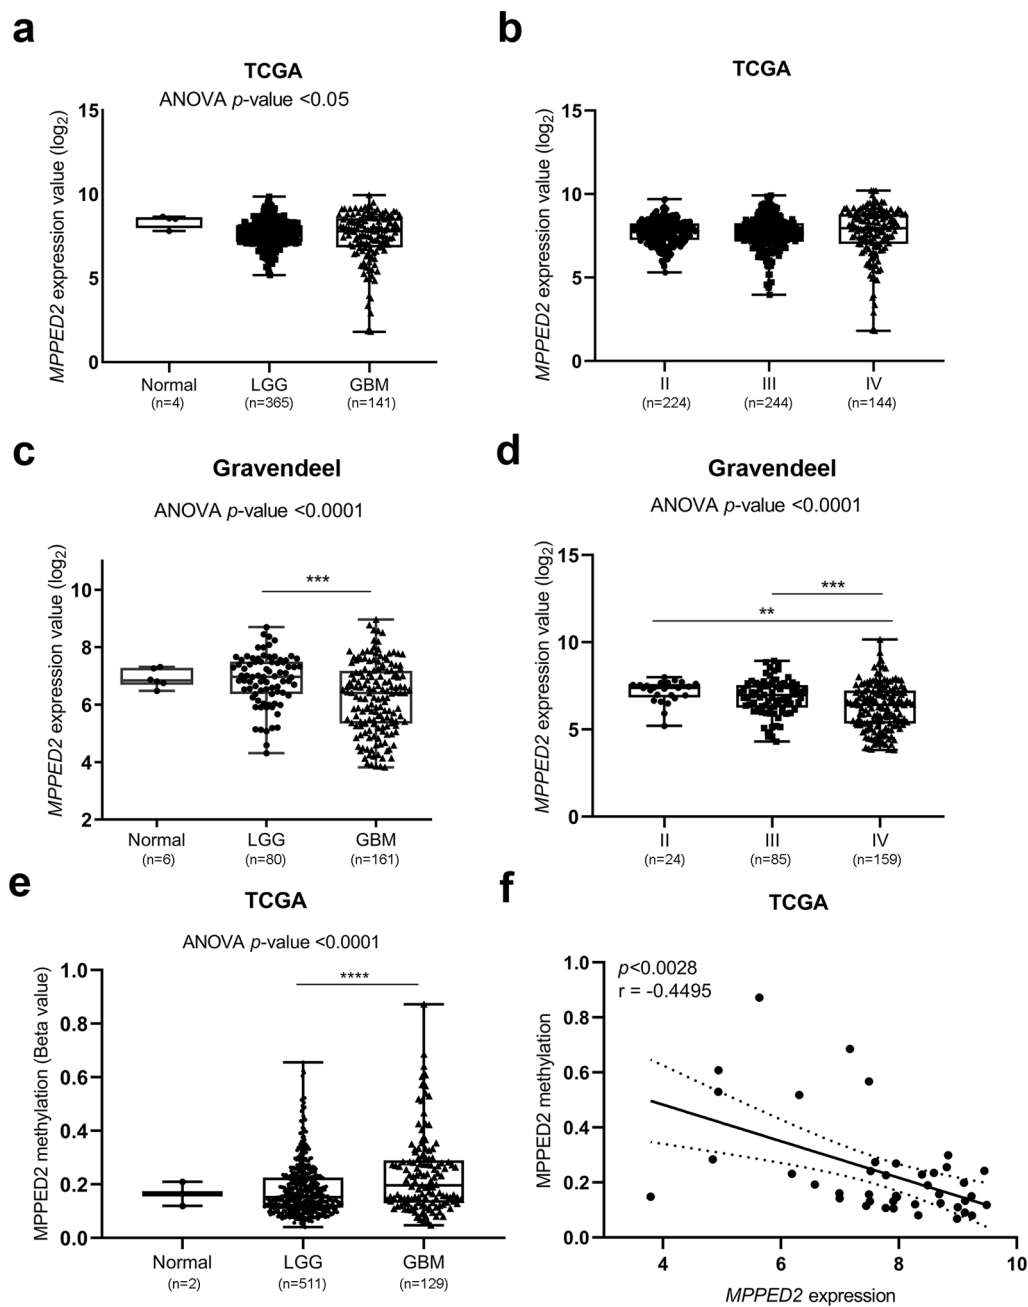 a
TCGA
ANOVA p-value <0.05
MPPED2 expression value (log2)
15
10
5
0
Normal
LGG
GBM
(n=4)
(n=365)
(n=141)
b
TCGA
MPPED2 expression value (log2)
15
10
5
0
II
III
IV
(n=224)
(n=244)
(n=144)
c
Gravendeel
ANOVA p-value <0.0001
MPPED2 expression value (log2)
10
8
6
4
2
***
Normal
LGG
GBM
(n=6)
(n=80)
(n=161)
d
Gravendeel
ANOVA p-value <0.0001
MPPED2 expression value (log2)
15
10
5
0
***
**
II
III
IV
(n=24)
(n=85)
(n=159)
e
TCGA
ANOVA p-value <0.0001
MPPED2 methylation (Beta value)
1.0
0.8
0.6
0.4
0.2
0.0
****
Normal
LGG
GBM
(n=2)
(n=511)
(n=129)
f
TCGA
p<0.0028
r = -0.4495
MPPED2 methylation
1.0
0.8
0.6
0.4
0.2
0.0
4
6
8
10
MPPED2 expression